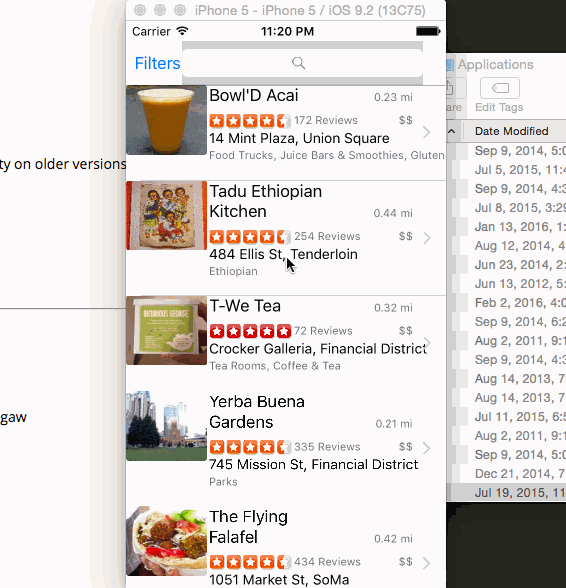 iPhone 5 - iPhone 5 / iOS 9.2 (13C75)
Carrier 11:20 PM
Filters
Bowl'D Acai 0.23 mi
172 Reviews $$
14 Mint Plaza, Union Square
Food Trucks, Juice Bars & Smoothies, Gluten
Tadu Ethiopian
Kitchen 0.44 mi
254 Reviews $$
484 Ellis St, Tenderloin
Ethiopian
T-We Tea 0.32 mi
72 Reviews $$
Crocker Galleria, Financial District
Tea Rooms, Coffee & Tea
Yerba Buena
Gardens 0.21 mi
335 Reviews $$
745 Mission St, Financial District
Parks
The Flying
Falafel 0.42 mi
434 Reviews $$
1051 Market St, SoMa
ty on older versions
gaw
Applications
are Edit Tags
Date Modified
Sep 9, 2014, 5:0
Jul 5, 2015, 11:4
Sep 9, 2014, 4:3
Jul 8, 2015, 3:29
Jan 13, 2016, 1:
Aug 12, 2014, 4
Jun 23, 2014, 2:
Jun 13, 2012, 5:
Feb 2, 2016, 4:0
Sep 9, 2014, 6:2
Aug 2, 2011, 9:1
Sep 9, 2014, 4:3
Aug 14, 2013, 7
Aug 14, 2013, 7
Jul 11, 2015, 6:5
Aug 2, 2011, 9:1
Sep 9, 2014, 5:0
Dec 21, 2014, 7
Jul 19, 2015, 11